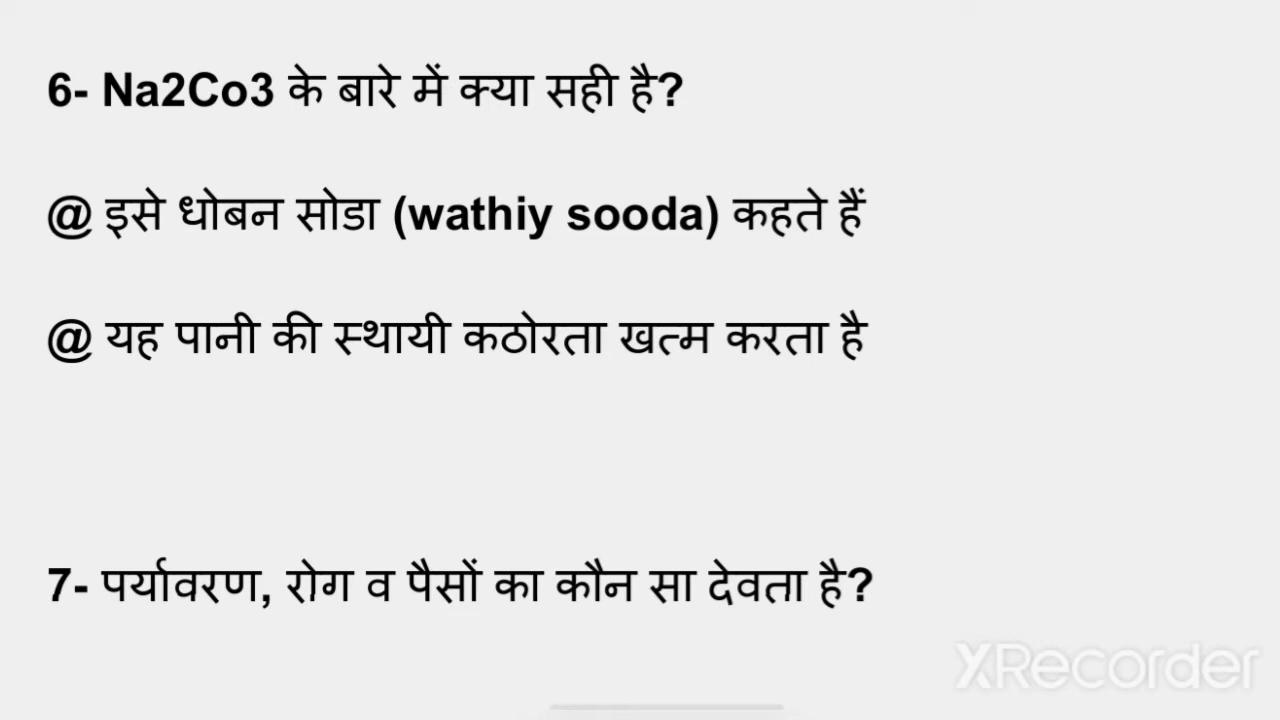 6- Na2Co3 के बारे में क्या सही है?
@ इसे धोबन सोडा (wathiy sooda) कहते हैं
@ यह पानी की स्थायी कठोरता खत्म करता है
7- पर्यावरण, रोग व पैसों का कौन सा देवता है?
XRecorder